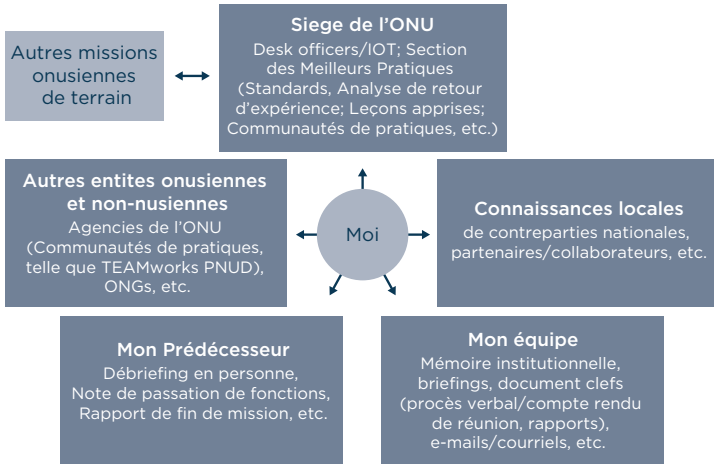 Autres missions
onusiennes
de terrain
Siege de l'ONU
Desk officers/IOT; Section
des Meilleurs Pratiques
(Standards, Analyse de retour
d'expérience; Leçons apprises;
Communautés de pratiques, etc.)
Autres entites onusiennes
et non-nusiennes
Agencies de l'ONU
(Communautés de pratiques,
telle que TEAMworks PNUD),
ONGs, etc.
Moi
Connaissances locales
de contreparties nationales,
partenaires/collaborateurs, etc.
Mon Prédécesseur
Débriefing en personne,
Note de passation de fonctions,
Rapport de fin de mission, etc.
Mon équipe
Mémoire institutionnelle,
briefings, document clefs
(procès verbal/compte rendu
de réunion, rapports),
e-mails/courriels, etc.